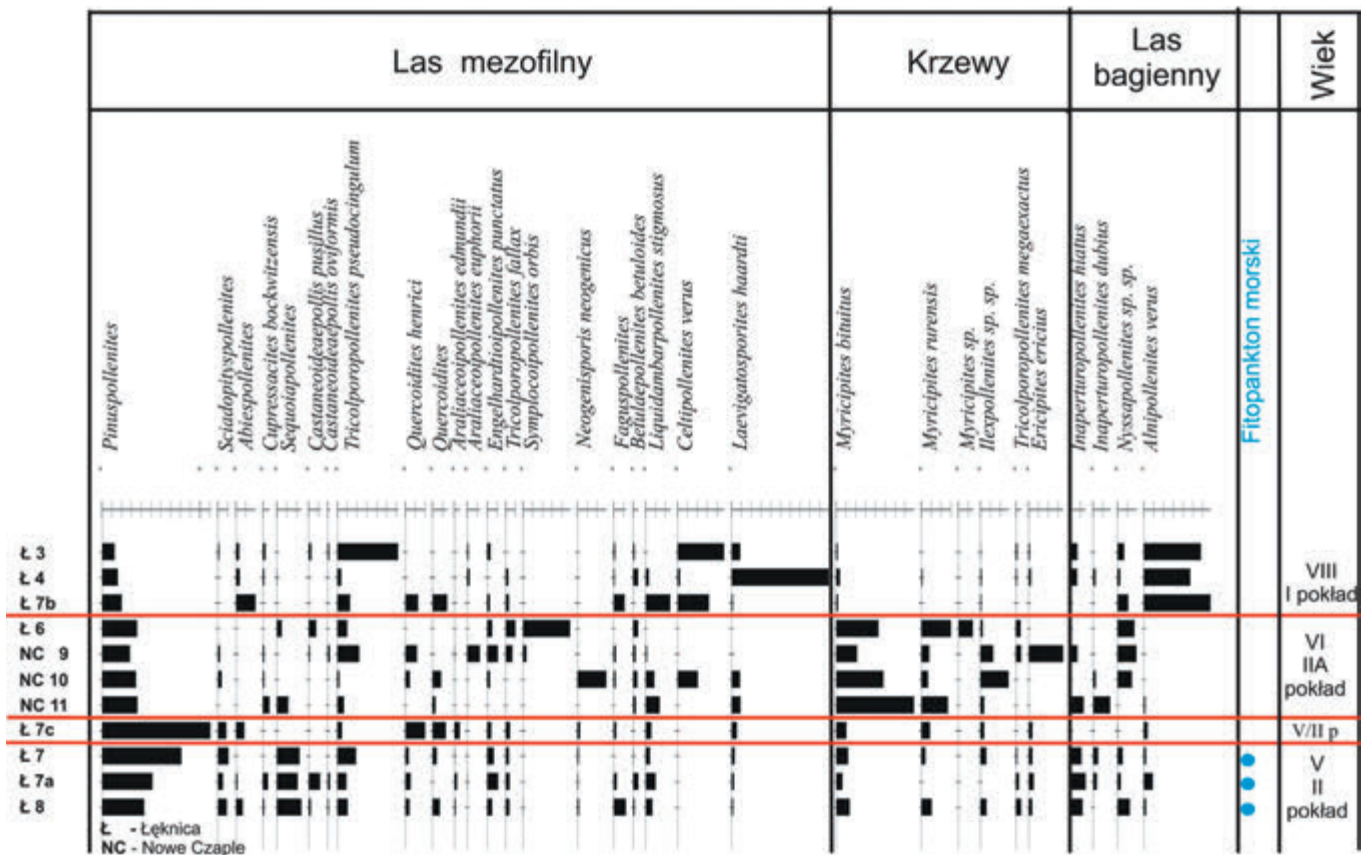 Las mezofilny
Krzewy
Las
bagienny
Wiek
Pinuspollenites
Sciadopityspollenites
Abiespollenites
Cupressacites bockwitzensis
Sequoiapollenites
Castaneoideaepollis pusillus
Castaneoideaepollis oviformis
Tricolporopollenites pseudocingulum
Quercoidites henrici
Quercoidites
Araliaceoipollenites edmundii
Araliaceoipollenites euphorii
Engelhardtioipollenites punctatus
Tricolporopollenites fallax
Symplocoipollenites orbis
Neogenisporis neogenicus
Faguspollenites
Betulaepollenites betuloides
Liquidambarpollenites stigmosus
Celtipollenites verus
Laevigatosporites haardti
Myricipites bituitus
Myricipites rurensis
Myricipites sp.
Ilexpollenites sp. sp.
Tricolporopollenites megaexactus
Ericipites ericius
Inaperturopollenites hiatus
Inaperturopollenites dubius
Nyssapollenites sp. sp.
Alnipollenites verus
Fitopankton morski
Ł 3
Ł 4
Ł 7b
VIII
I pokład
Ł 6
NC 9
NC 10
NC 11
VI
IIA
pokład
Ł 7c
V/II p
Ł 7
Ł 7a
Ł 8
V
II
pokład
Ł - Łęknica
NC - Nowe Czaple